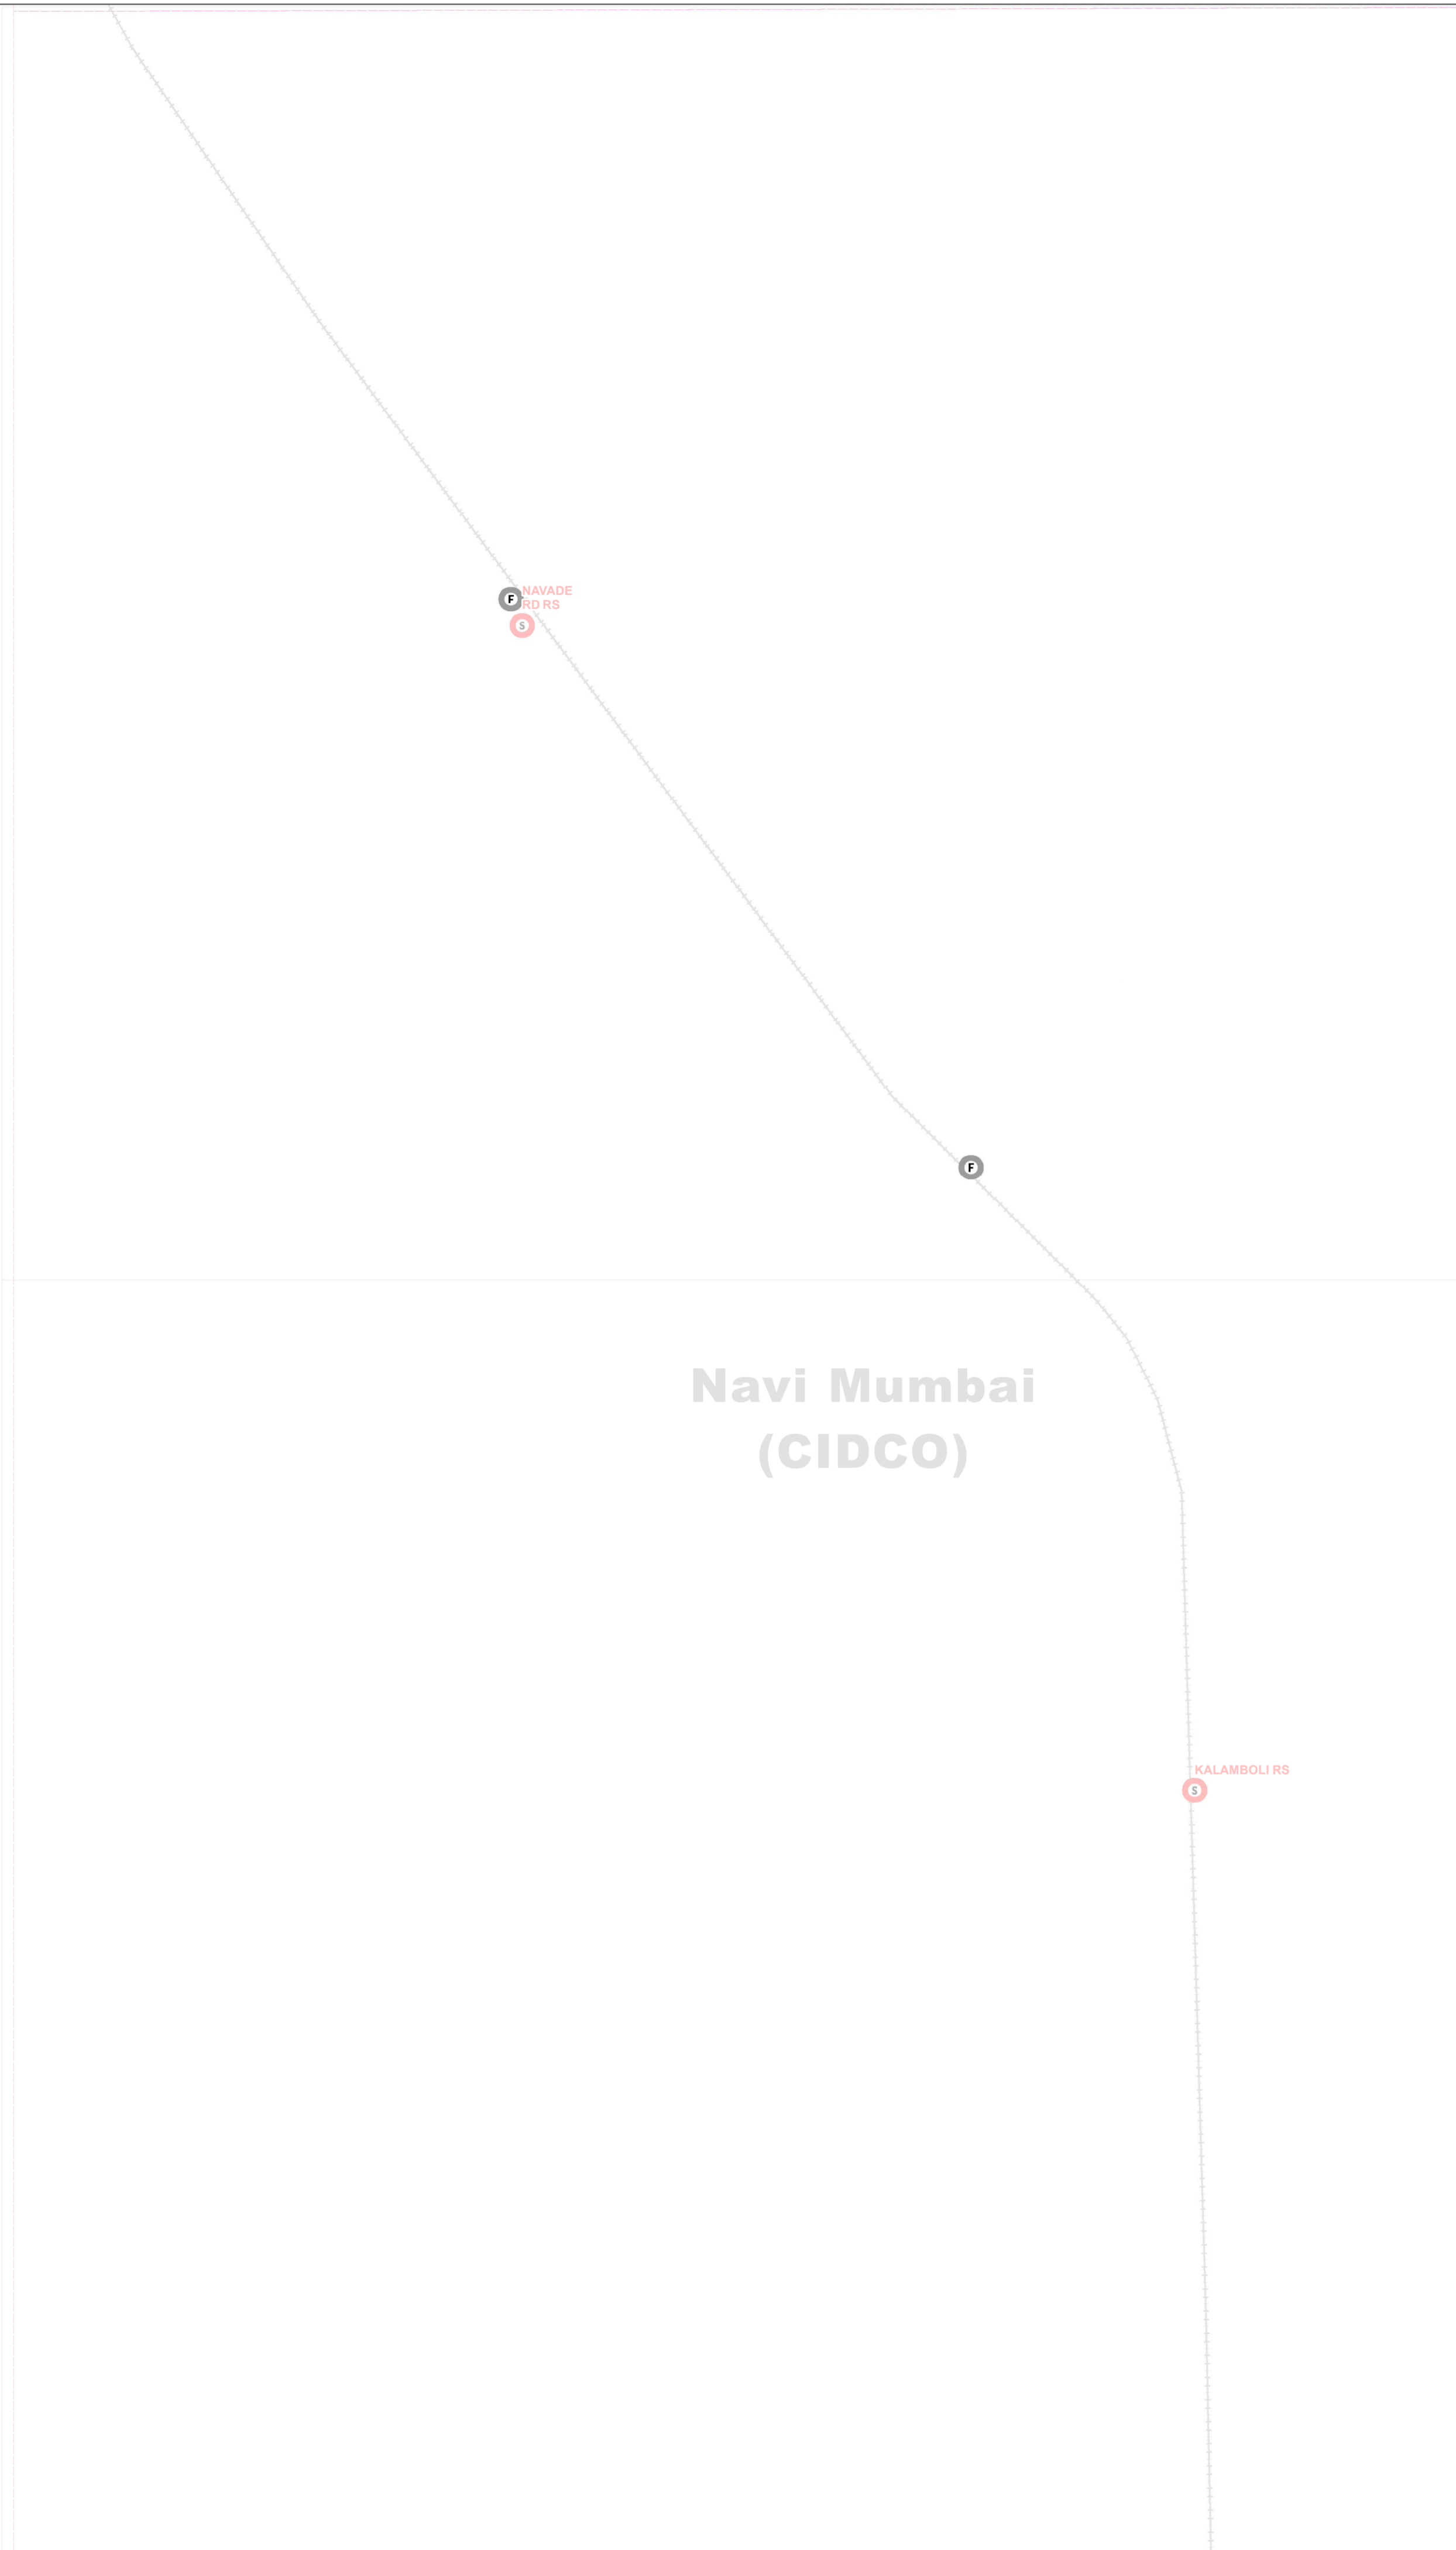 NAVADE
F
RD RS
S
F
Navi Mumbai
(CIDCO)
KALAMBOLI RS
S